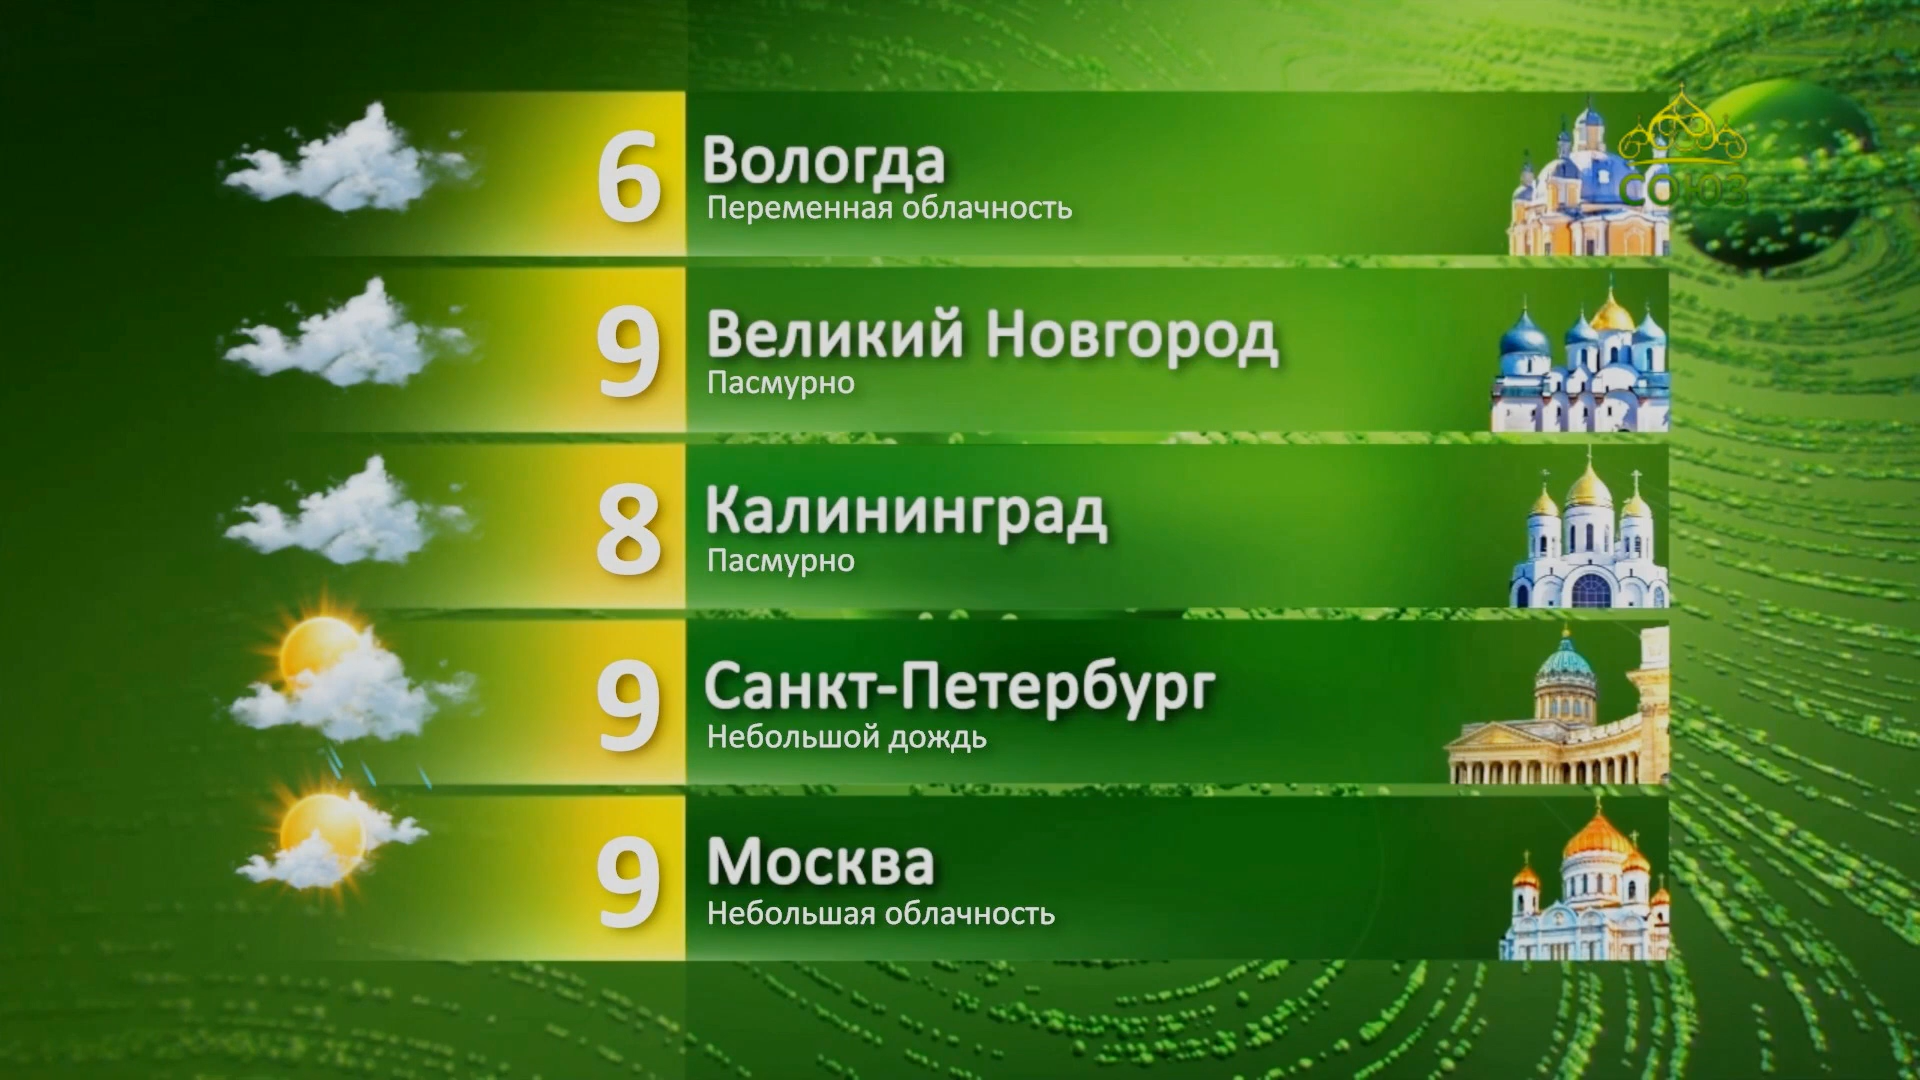 6
Вологда
Переменная облачность
СОЮЗ
9
Великий Новгород
Пасмурно
8
Калининград
Пасмурно
9
Санкт-Петербург
Небольшой дождь
9
Москва
Небольшая облачность